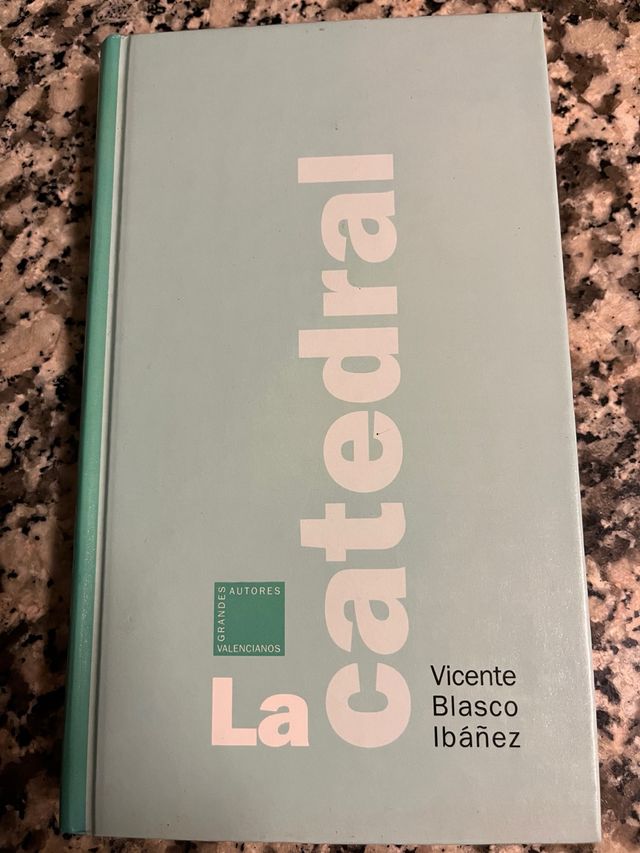 GRANDES
AUTORES
VALENCIANOS
La
catedral
Vicente
Blasco
Ibáñez